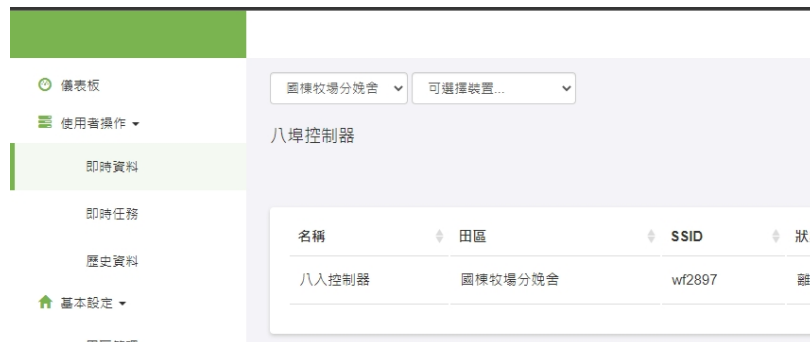 儀表板
使用者操作
即時資料
即時任務
歷史資料
基本設定
國棟牧場分娩舍
可選擇裝置...
八埠控制器
名稱 田區 SSID 狀
八入控制器 國棟牧場分娩舍 wf2897 離